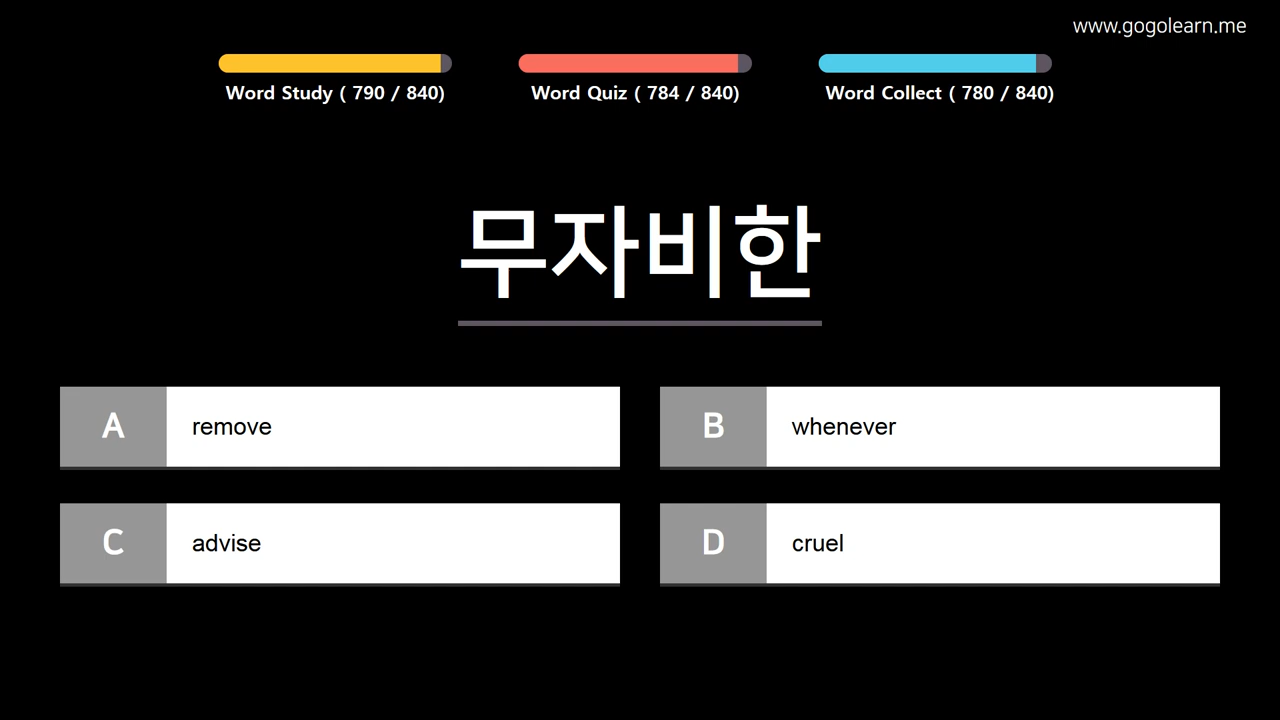 www.gogolearn.me
Word Study ( 790 / 840)
Word Quiz ( 784 / 840)
Word Collect ( 780 / 840)
무자비한
A remove
B whenever
C advise
D cruel